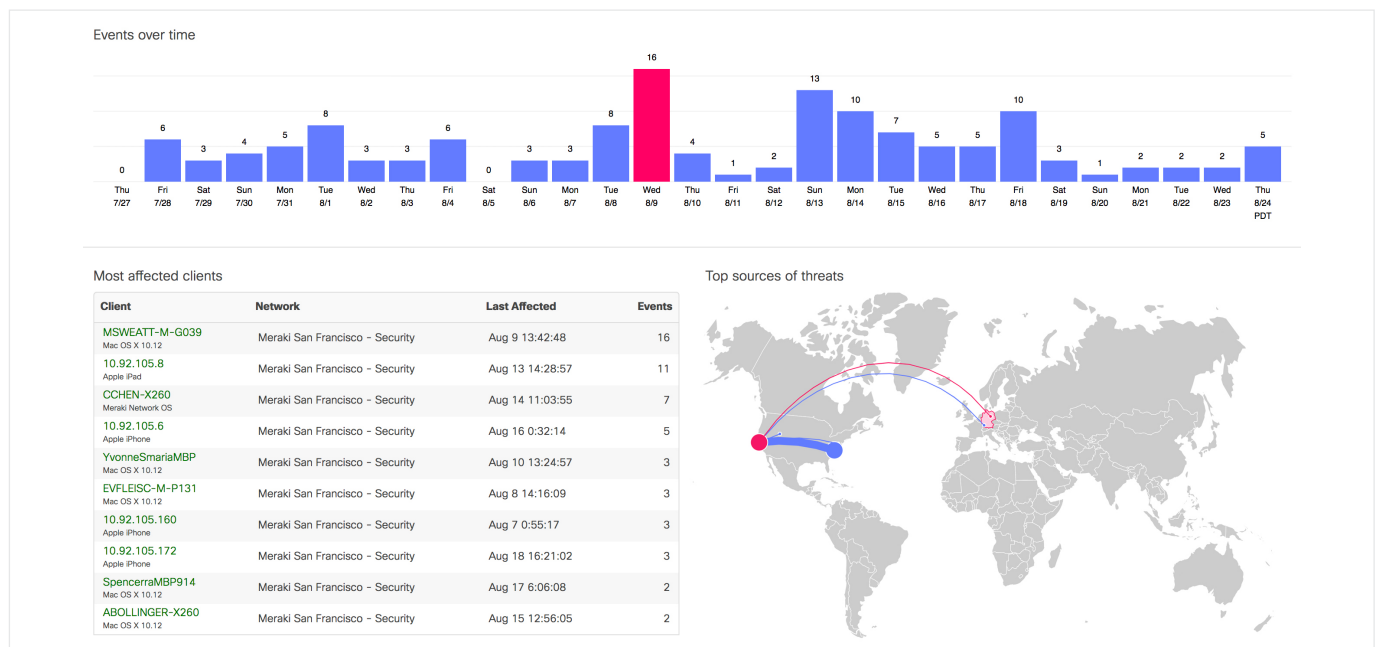 Events over time
0
6
3
4
5
8
3
3
6
0
3
3
8
16
4
1
2
13
10
7
5
5
10
3
1
2
2
2
5
Thu Fri Sat Sun Mon Tue Wed Thu Fri Sat Sun Mon Tue Wed Thu Fri Sat Sun Mon Tue Wed Thu Fri Sat Sun Mon Tue Wed Thu
7/27 7/28 7/29 7/30 7/31 8/1 8/2 8/3 8/4 8/5 8/6 8/7 8/8 8/9 8/10 8/11 8/12 8/13 8/14 8/15 8/16 8/17 8/18 8/19 8/20 8/21 8/22 8/23 8/24
PDT
Most affected clients
Client Network Last Affected Events
MSWEATT-M-G039 Meraki San Francisco - Security Aug 9 13:42:48 16
Mac OS X 10.12
10.92.105.8 Meraki San Francisco - Security Aug 13 14:28:57 11
Apple iPad
CCHEN-X260 Meraki San Francisco - Security Aug 14 11:03:55 7
Meraki Network OS
10.92.105.6 Meraki San Francisco - Security Aug 16 0:32:14 5
Apple iPhone
YvonneSmariaMBP Meraki San Francisco - Security Aug 10 13:24:57 3
Mac OS X 10.12
EVFLEISC-M-P131 Meraki San Francisco - Security Aug 8 14:16:09 3
Mac OS X 10.12
10.92.105.160 Meraki San Francisco - Security Aug 7 0:55:17 3
Apple iPhone
10.92.105.172 Meraki San Francisco - Security Aug 18 16:21:02 3
Apple iPhone
SpencerraMBP914 Meraki San Francisco - Security Aug 17 6:06:08 2
Mac OS X 10.12
ABOLLINGER-X260 Meraki San Francisco - Security Aug 15 12:56:05 2
Mac OS X 10.12
Top sources of threats